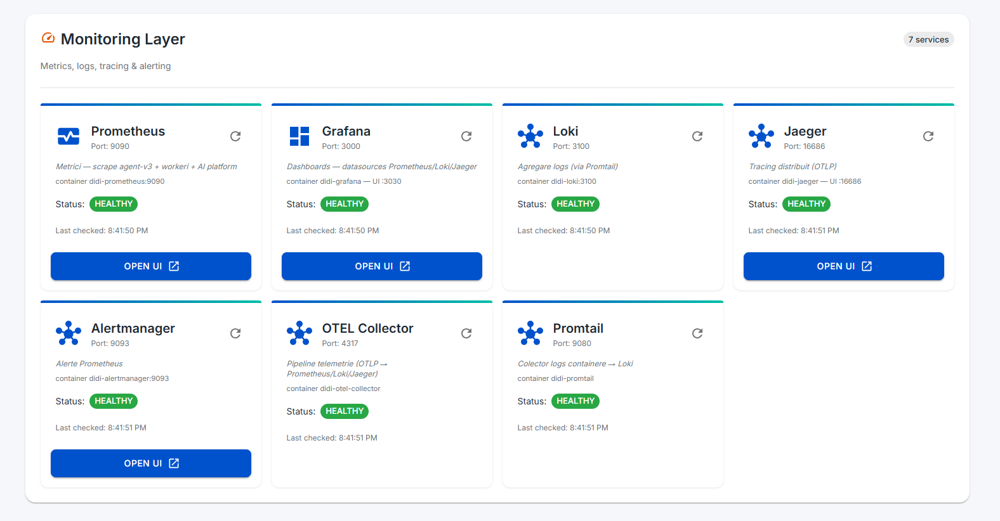 Monitoring Layer
7 services
Metrics, logs, tracing & alerting
Prometheus
Port: 9090
Metrici — scrape agent-v3 + workeri + AI platform
container didi-prometheus:9090
Status: HEALTHY
Last checked: 8:41:50 PM
OPEN UI
Grafana
Port: 3000
Dashboards — datasources Prometheus/Loki/Jaeger
container didi-grafana — UI :3030
Status: HEALTHY
Last checked: 8:41:50 PM
OPEN UI
Loki
Port: 3100
Agregare logs (via Promtail)
container didi-loki:3100
Status: HEALTHY
Last checked: 8:41:50 PM
Jaeger
Port: 16686
Tracing distribuit (OTLP)
container didi-jaeger — UI :16686
Status: HEALTHY
Last checked: 8:41:51 PM
OPEN UI
Alertmanager
Port: 9093
Alerte Prometheus
container didi-alertmanager:9093
Status: HEALTHY
Last checked: 8:41:51 PM
OPEN UI
OTEL Collector
Port: 4317
Pipeline telemetrie (OTLP →
Prometheus/Loki/Jaeger)
container didi-otel-collector
Status: HEALTHY
Last checked: 8:41:51 PM
Promtail
Port: 9080
Colector logs containere → Loki
container didi-promtail
Status: HEALTHY
Last checked: 8:41:51 PM